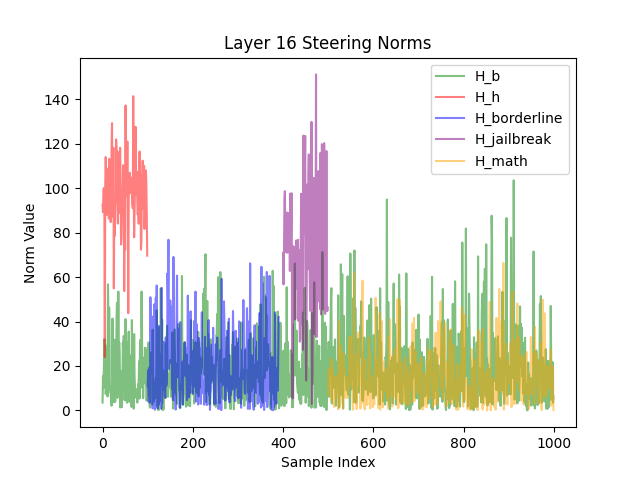 Layer 16 Steering Norms
H_b
H_h
H_borderline
H_jailbreak
H_math
Norm Value
140
120
100
80
60
40
20
0
0
200
400
600
800
1000
Sample Index